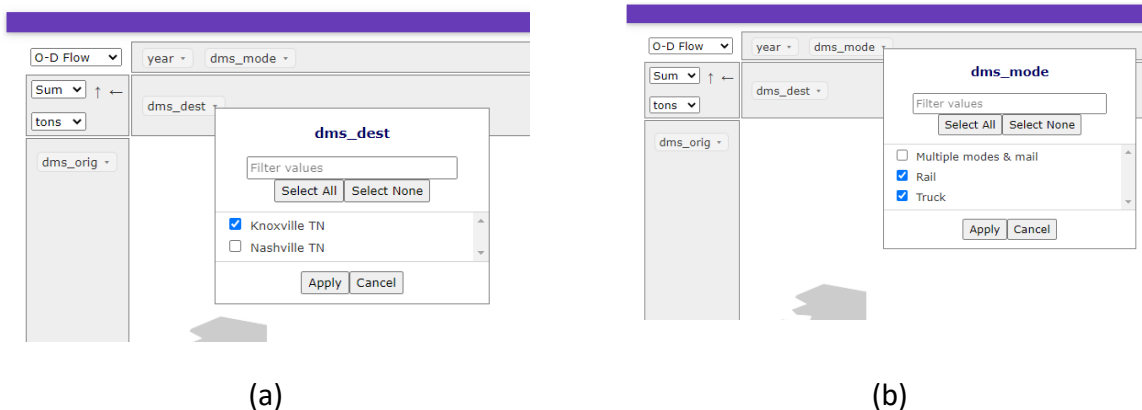 O-D Flow
year
dms_mode
Sum ↑ ←
tons
dms_dest
dms_orig
dms_dest
Filter values
Select All Select None
Knoxville TN
Nashville TN
Apply Cancel
(a)
O-D Flow
year
dms_mode
Sum ↑ ←
tons
dms_dest
dms_orig
dms_mode
Filter values
Select All Select None
Multiple modes & mail
Rail
Truck
Apply Cancel
(b)